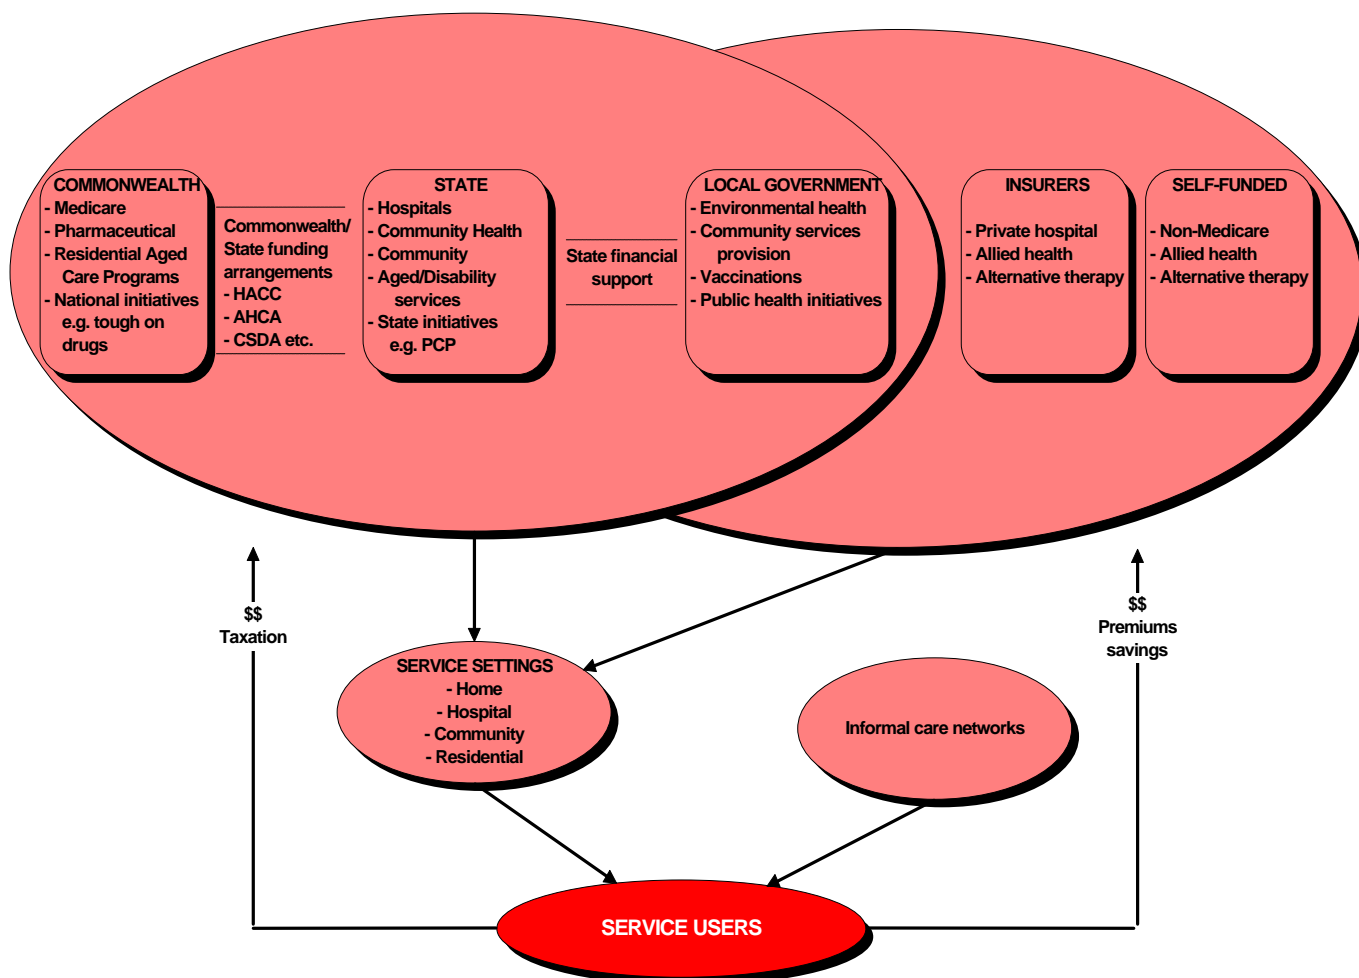 COMMONWEALTH
- Medicare
- Pharmaceutical
- Residential Aged
Care Programs
- National initiatives
e.g. tough on
drugs
Commonwealth/
State funding
arrangements
- HACC
- AHCA
- CSDA etc.
STATE
- Hospitals
- Community Health
- Community
- Aged/Disability
services
- State initiatives
e.g. PCP
State financial
support
LOCAL GOVERNMENT
- Environmental health
- Community services
provision
- Vaccinations
- Public health initiatives
INSURERS
- Private hospital
- Allied health
- Alternative therapy
SELF-FUNDED
- Non-Medicare
- Allied health
- Alternative therapy
$$
Taxation
$$
Premiums
savings
SERVICE SETTINGS
- Home
- Hospital
- Community
- Residential
Informal care networks
SERVICE USERS